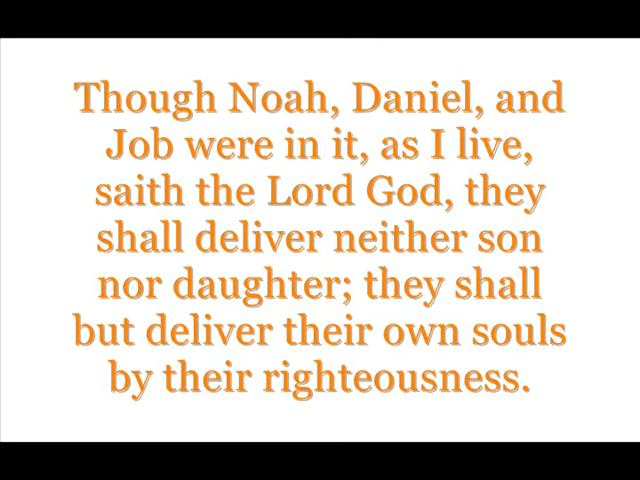 Though Noah, Daniel, and
Job were in it, as I live,
saith the Lord God, they
shall deliver neither son
nor daughter; they shall
but deliver their own souls
by their righteousness.